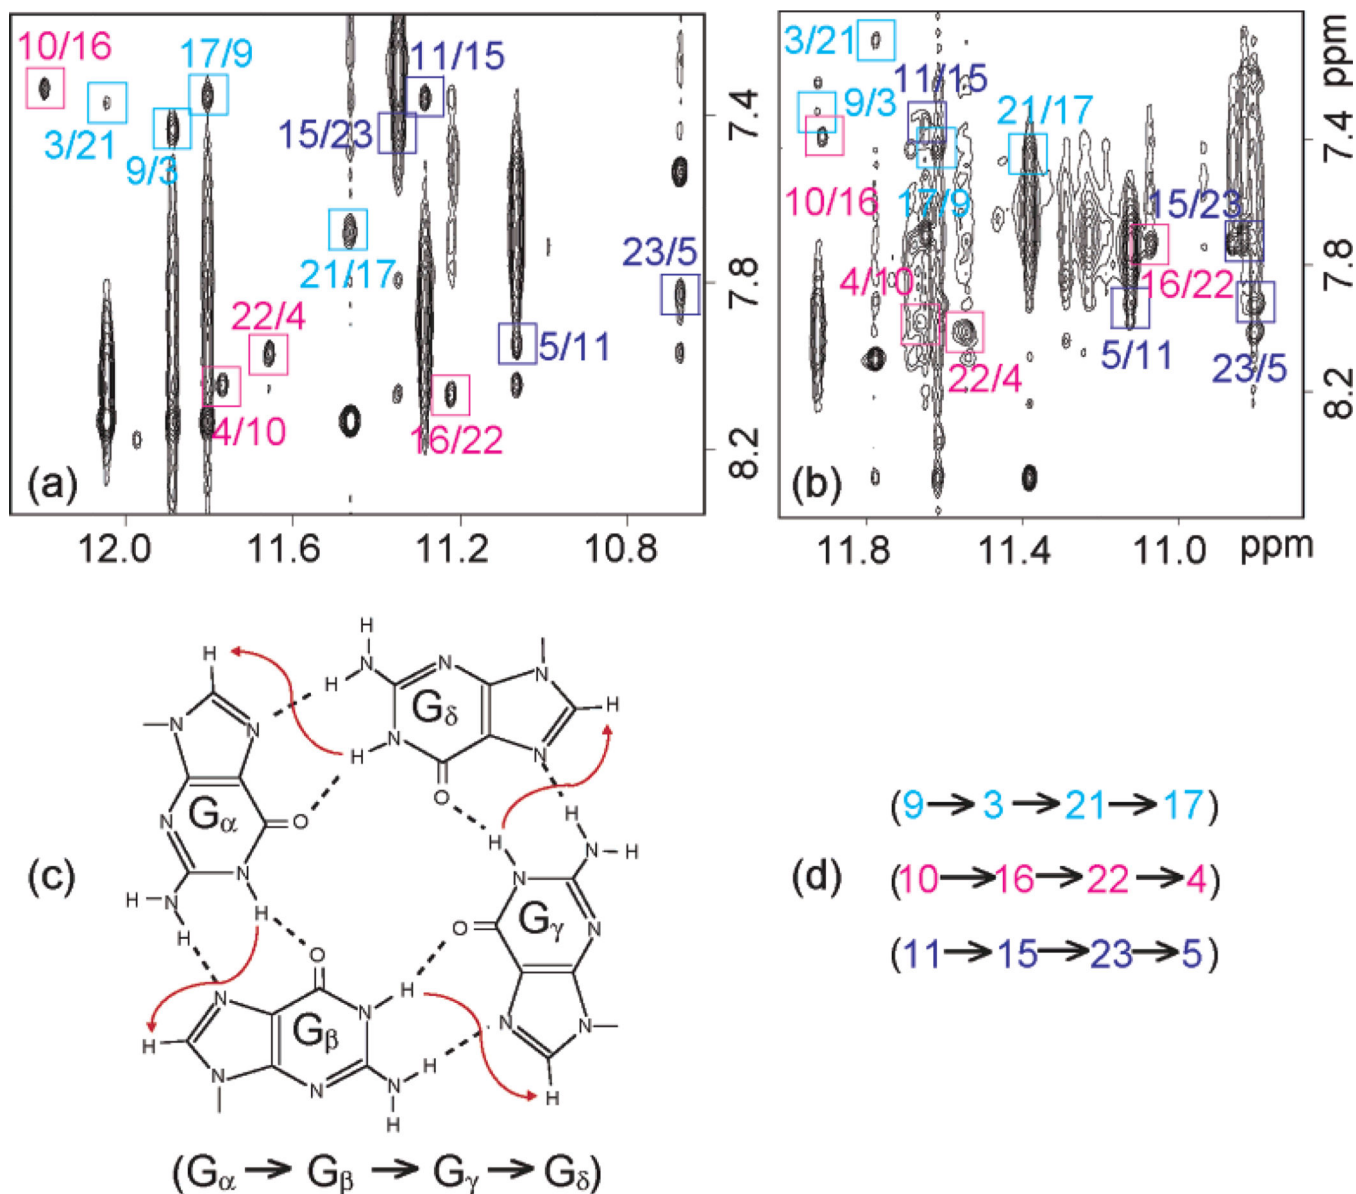 10/16
17/9
11/15
3/21
9/3
15/23
21/17
23/5
22/4
5/11
4/10
16/22
(a)
12.0 11.6 11.2 10.8
7.4
7.8
8.2
3/21
11/15
9/3
21/17
10/16
17/9
15/23
4/10
16/22
22/4
5/11
23/5
(b)
11.8 11.4 11.0 ppm
ppm
7.4
7.8
8.2
(c)
H
H
N
H
N
N
H
N
N
H
N
O
H
H
N
H
N
N
N
H
O
Gα
Gδ
Gβ
Gγ
(Gα → Gβ → Gγ → Gδ)
(d)
(9→3→21→17)
(10→16→22→4)
(11→15→23→5)